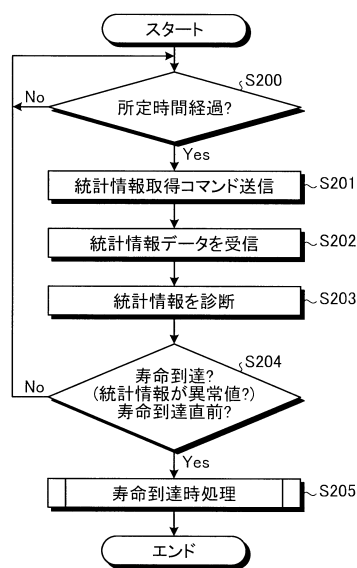 スタート
S200
所定時間経過?
No
Yes
統計情報取得コマンド送信
S201
統計情報データを受信
S202
統計情報を診断
S203
S204
寿命到達?
(統計情報が異常値?)
寿命到達直前?
No
Yes
寿命到達時処理
S205
エンド